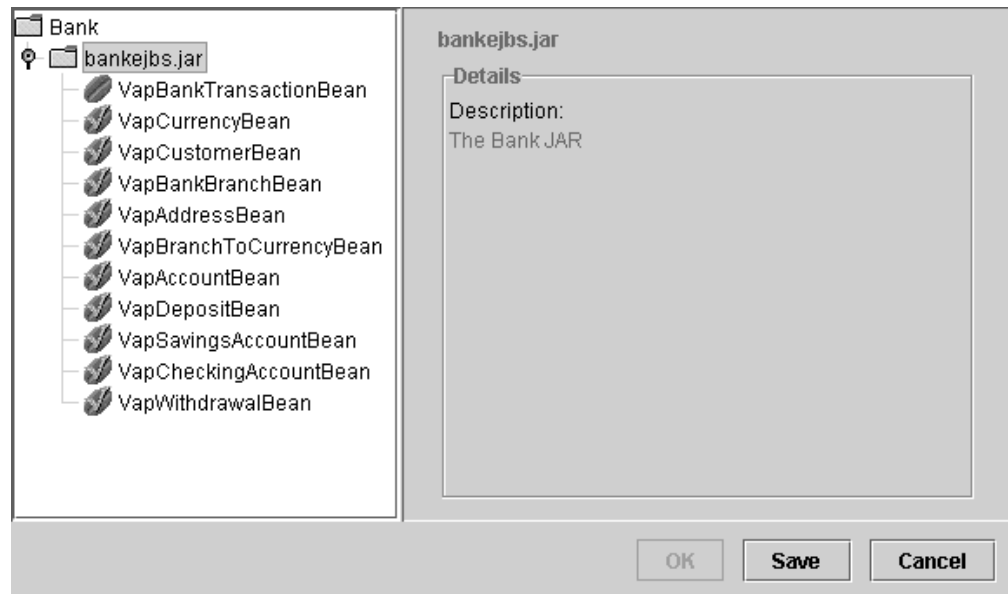 Bank
bankejbs.jar
VapBankTransactionBean
VapCurrencyBean
VapCustomerBean
VapBankBranchBean
VapAddressBean
VapBranchToCurrencyBean
VapAccountBean
VapDepositBean
VapSavingsAccountBean
VapCheckingAccountBean
VapWithdrawalBean
bankejbs.jar
Details
Description:
The Bank JAR
OK
Save
Cancel